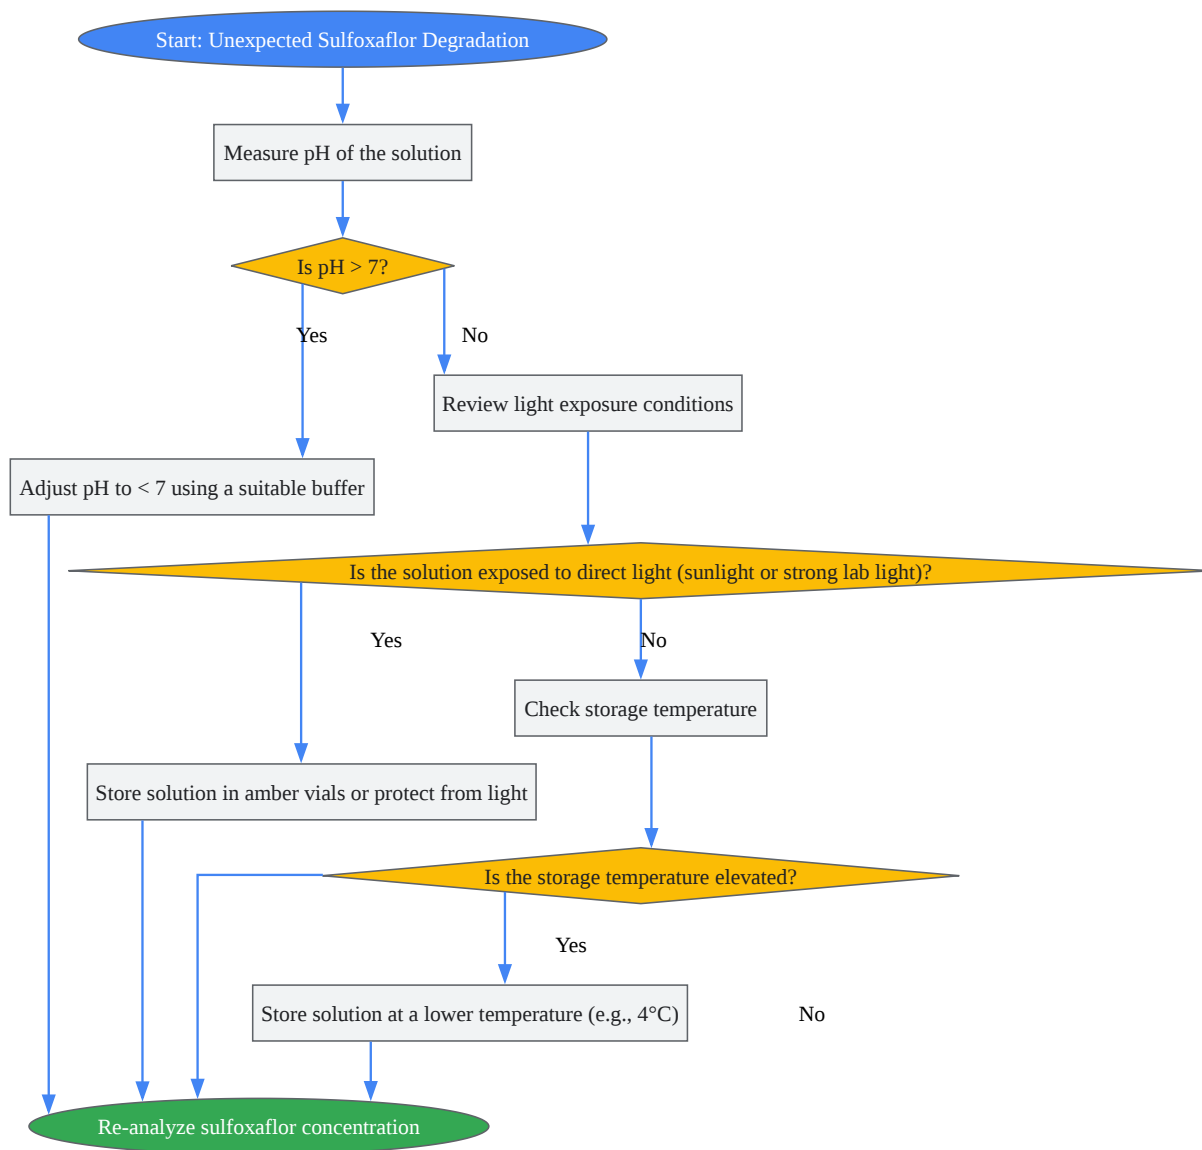 Start: Unexpected Sulfoxaflor Degradation
Measure pH of the solution
Is pH > 7?
Yes
No
Review light exposure conditions
Adjust pH to < 7 using a suitable buffer
Is the solution exposed to direct light (sunlight or strong lab light)?
Yes
No
Check storage temperature
Store solution in amber vials or protect from light
Is the storage temperature elevated?
Yes
Store solution at a lower temperature (e.g., 4°C)
No
Re-analyze sulfoxaflor concentration